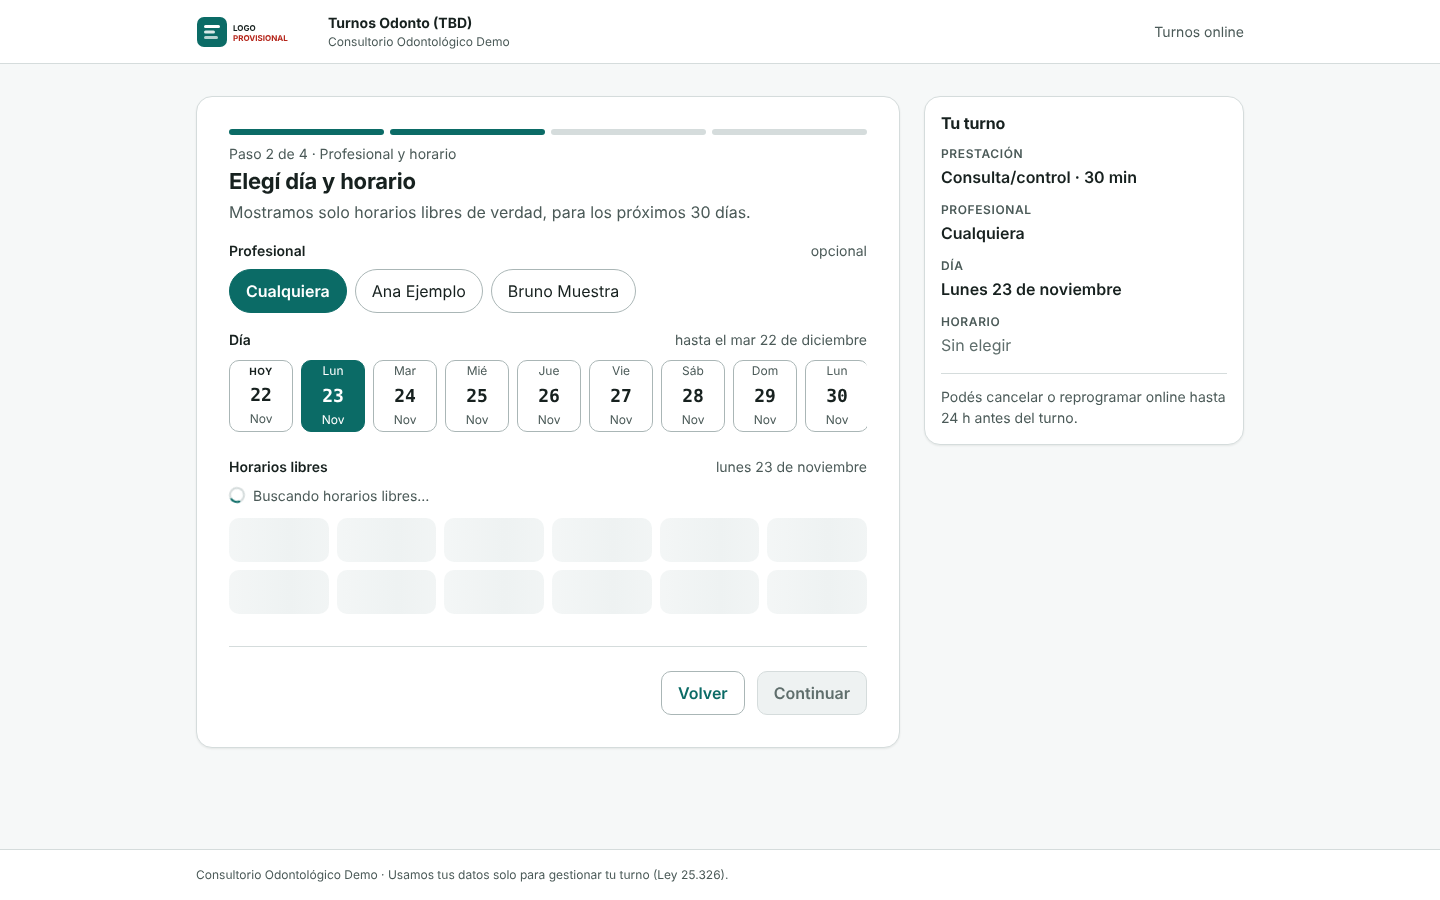 LOGO
PROVISIONAL
Turnos Odonto (TBD)
Consultorio Odontológico Demo
Turnos online
Paso 2 de 4 · Profesional y horario
Elegí día y horario
Mostramos solo horarios libres de verdad, para los próximos 30 días.
Profesional
opcional
Cualquiera
Ana Ejemplo
Bruno Muestra
Día
hasta el mar 22 de diciembre
HOY
22
Nov
Lun
23
Nov
Mar
24
Nov
Mié
25
Nov
Jue
26
Nov
Vie
27
Nov
Sáb
28
Nov
Dom
29
Nov
Lun
30
Nov
Horarios libres
lunes 23 de noviembre
Buscando horarios libres...
Volver
Continuar
Tu turno
PRESTACIÓN
Consulta/control · 30 min
PROFESIONAL
Cualquiera
DÍA
Lunes 23 de noviembre
HORARIO
Sin elegir
Podés cancelar o reprogramar online hasta
24 h antes del turno.
Consultorio Odontológico Demo · Usamos tus datos solo para gestionar tu turno (Ley 25.326).